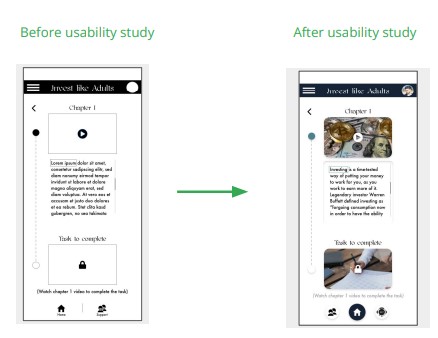 Before usability study
After usability study
Invest like Adults
Chapter 1
Lorem ipsum dolor sit amet,
consetetur sadipscing elitr, sed
diam nonumy eirmod tempor
invidunt ut labore et dolore
magna aliquyam erat, sed
diam voluptua. At vero eos et
accusam et justo duo dolores
et ea rebum. Stet clita kasd
gubergren, no sea takimata
Task to complete
(Watch chapter 1 video to complete the task)
Home
Support
Invest like Adults
Chapter 1
Investing is a time-tested
way of putting your money
to work for you, as you
work to earn more of it.
Legendary investor Warren
Buffett defined investing as
"forgoing consumption now
in order to have the ability
Task to complete
(Watch chapter 1 video to complete the task)